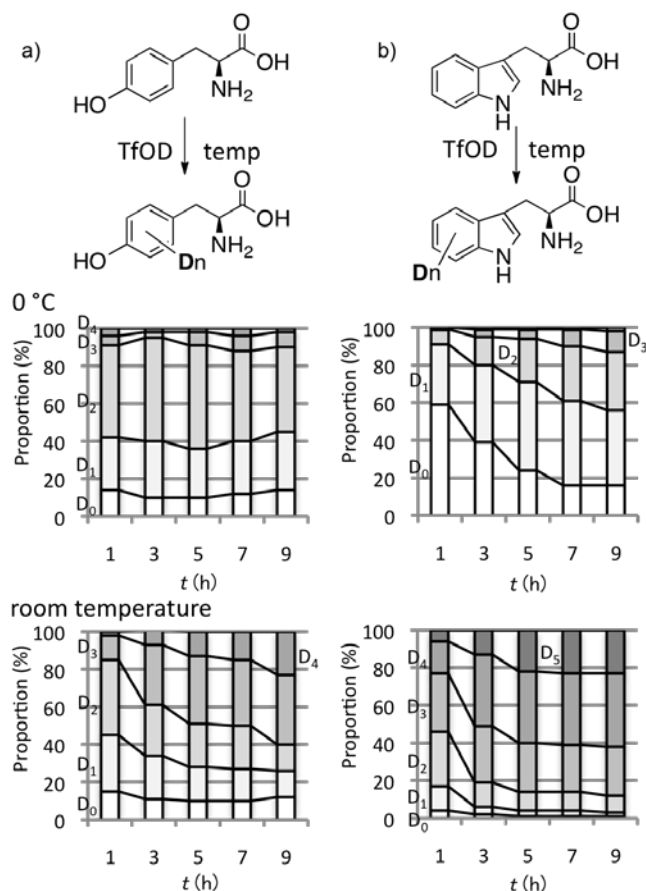 a)
O
OH
NH2
HO
TfOD temp
O
OH
NH2
HO
Dn
b)
O
OH
NH2
N
H
TfOD temp
O
OH
NH2
N
H
Dn
0 °C
Proportion (%)
100
80
60
40
20
0
D4
D3
D2
D1
D0
1 3 5 7 9
t (h)
Proportion (%)
100
80
60
40
20
0
D3
D2
D1
D0
1 3 5 7 9
t (h)
room temperature
Proportion (%)
100
80
60
40
20
0
D3
D4
D2
D1
D0
1 3 5 7 9
t (h)
Proportion (%)
100
80
60
40
20
0
D5
D4
D3
D2
D1
D0
1 3 5 7 9
t (h)